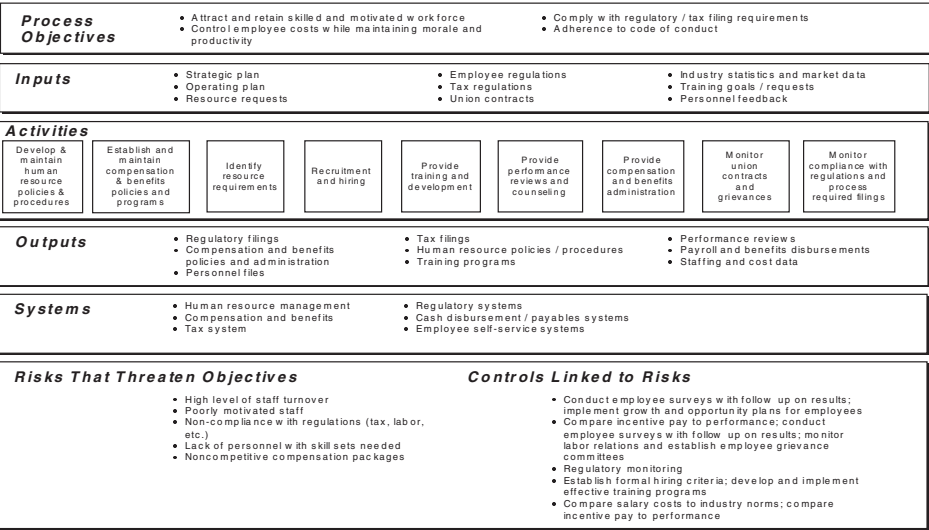 Process
Objectives
• Attract and retain skilled and motivated work force
• Control employee costs while maintaining morale and
productivity
• Comply with regulatory / tax filing requirements
• Adherence to code of conduct
Inputs
• Strategic plan
• Operating plan
• Resource requests
• Employee regulations
• Tax regulations
• Union contracts
• Industry statistics and market data
• Training goals / requests
• Personnel feedback
Activities
Develop &
maintain
human
resource
policies &
procedures
Establish and
maintain
compensation
& benefits
policies and
programs
Identify
resource
requirements
Recruitment
and hiring
Provide
training and
development
Provide
performance
reviews and
counseling
Provide
compensation
and benefits
administration
Monitor
union
contracts
and
grievances
Monitor
compliance with
regulations and
process
required filings
Outputs
• Regulatory filings
• Compensation and benefits
policies and administration
• Personnel files
• Tax filings
• Human resource policies / procedures
• Training programs
• Performance reviews
• Payroll and benefits disbursements
• Staffing and cost data
Systems
• Human resource management
• Compensation and benefits
• Tax system
• Regulatory systems
• Cash disbursement / payables systems
• Employee self-service systems
Risks That Threaten Objectives
• High level of staff turnover
• Poorly motivated staff
• Non-compliance with regulations (tax, labor,
etc.)
• Lack of personnel with skill sets needed
• Noncompetitive compensation packages
Controls Linked to Risks
• Conduct employee surveys with follow up on results;
implement growth and opportunity plans for employees
• Compare incentive pay to performance; conduct
employee surveys with follow up on results; monitor
labor relations and establish employee grievance
committees
• Regulatory monitoring
• Establish formal hiring criteria; develop and implement
effective training programs
• Compare salary costs to industry norms; compare
incentive pay to performance